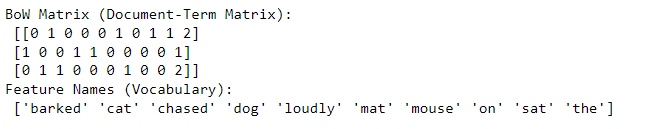 BoW Matrix (Document-Term Matrix):
[[0 1 0 0 0 1 0 1 1 2]
[1 0 0 1 1 0 0 0 0 1]
[0 1 1 0 0 0 1 0 0 2]]
Feature Names (Vocabulary):
['barked' 'cat' 'chased' 'dog' 'loudly' 'mat' 'mouse' 'on' 'sat' 'the']